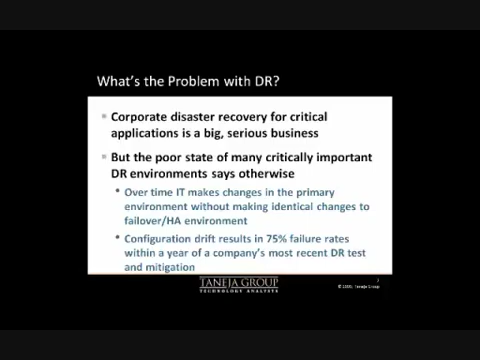 What's the Problem with DR?
Corporate disaster recovery for critical
applications is a big, serious business
But the poor state of many critically important
DR environments says otherwise
Over time IT makes changes in the primary
environment without making identical changes to
failover/HA environment
Configuration drift results in 75% failure rates
within a year of a company's most recent DR test
and mitigation
TANEJA GROUP
TECHNOLOGY ANALYSTS
Taneja Group